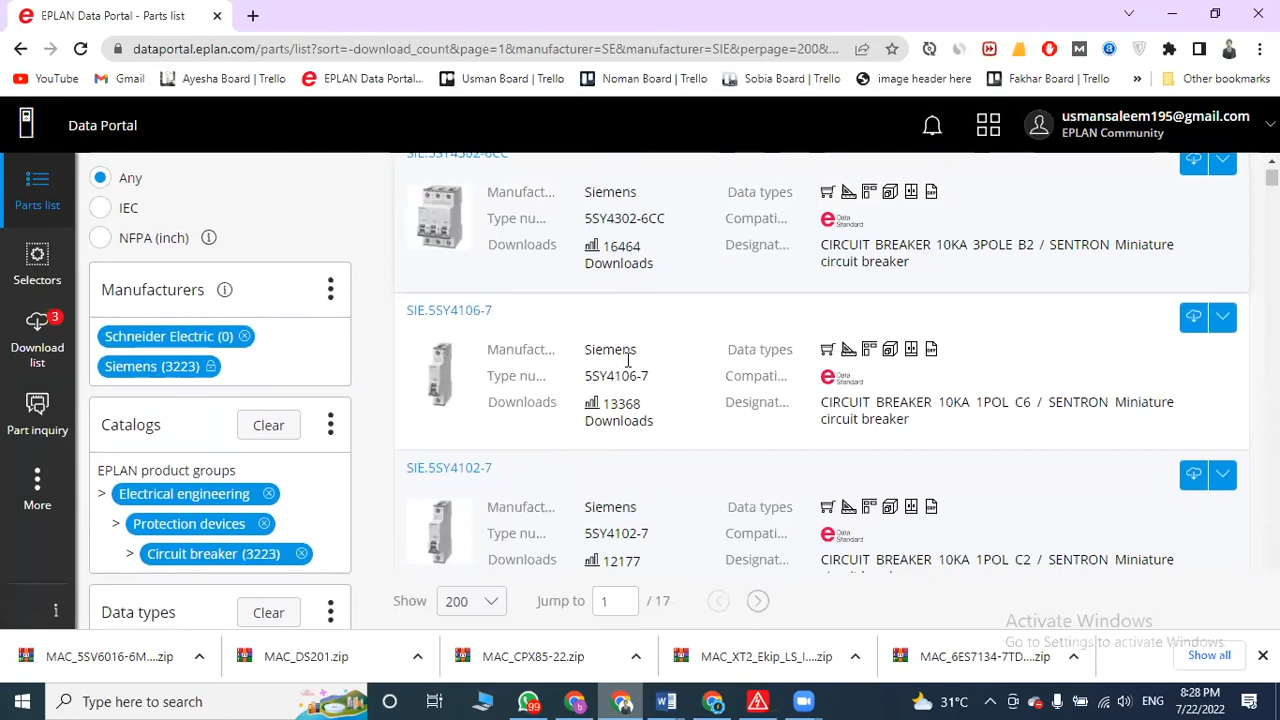 EPLAN Data Portal - Parts list
dataportal.eplan.com/parts/list?sort=-download_count&page=1&manufacturer=SE&manufacturer=SIE&perpage=200&...
YouTube
Gmail
Ayesha Board | Trello
EPLAN Data Portal...
Usman Board | Trello
Noman Board | Trello
Sobia Board | Trello
image header here
Fakhar Board | Trello
»
Other bookmarks
Data Portal
usmansaleem195@gmail.com
EPLAN Community
Parts list
Selectors
3
Download
list
Part inquiry
More
Any
IEC
NFPA (inch)
Manufacturers
Schneider Electric (0)
Siemens (3223)
Catalogs
Clear
EPLAN product groups
> Electrical engineering
> Protection devices
> Circuit breaker (3223)
Data types
Clear
SIE.5SY4302-6CC
Manufact... Siemens Data types
Type nu... 5SY4302-6CC Compati... Data Standard
Downloads 16464 Downloads Designat... CIRCUIT BREAKER 10KA 3POLE B2 / SENTRON Miniature
circuit breaker
SIE.5SY4106-7
Manufact... Siemens Data types
Type nu... 5SY4106-7 Compati... Data Standard
Downloads 13368 Downloads Designat... CIRCUIT BREAKER 10KA 1POL C6 / SENTRON Miniature
circuit breaker
SIE.5SY4102-7
Manufact... Siemens Data types
Type nu... 5SY4102-7 Compati... Data Standard
Downloads 12177 Designat... CIRCUIT BREAKER 10KA 1POL C2 / SENTRON Miniature
Show 200 Jump to 1 / 17
Activate Windows
Go to Settings to activate Windows.
MAC_5SV6016-6M....zip
MAC_DS201.zip
MAC_CPX85-22.zip
MAC_XT2_Ekip_LS_I....zip
MAC_6ES7134-7TD....zip
Show all
Type here to search
99
31°C
ENG
8:28 PM
7/22/2022